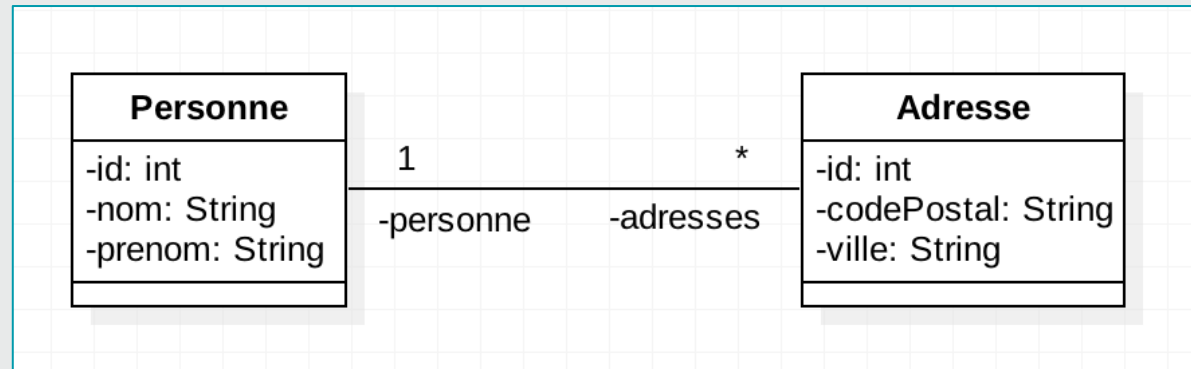 Personne
-id: int
-nom: String
-prenom: String
1
-personne
*
-adresses
Adresse
-id: int
-codePostal: String
-ville: String